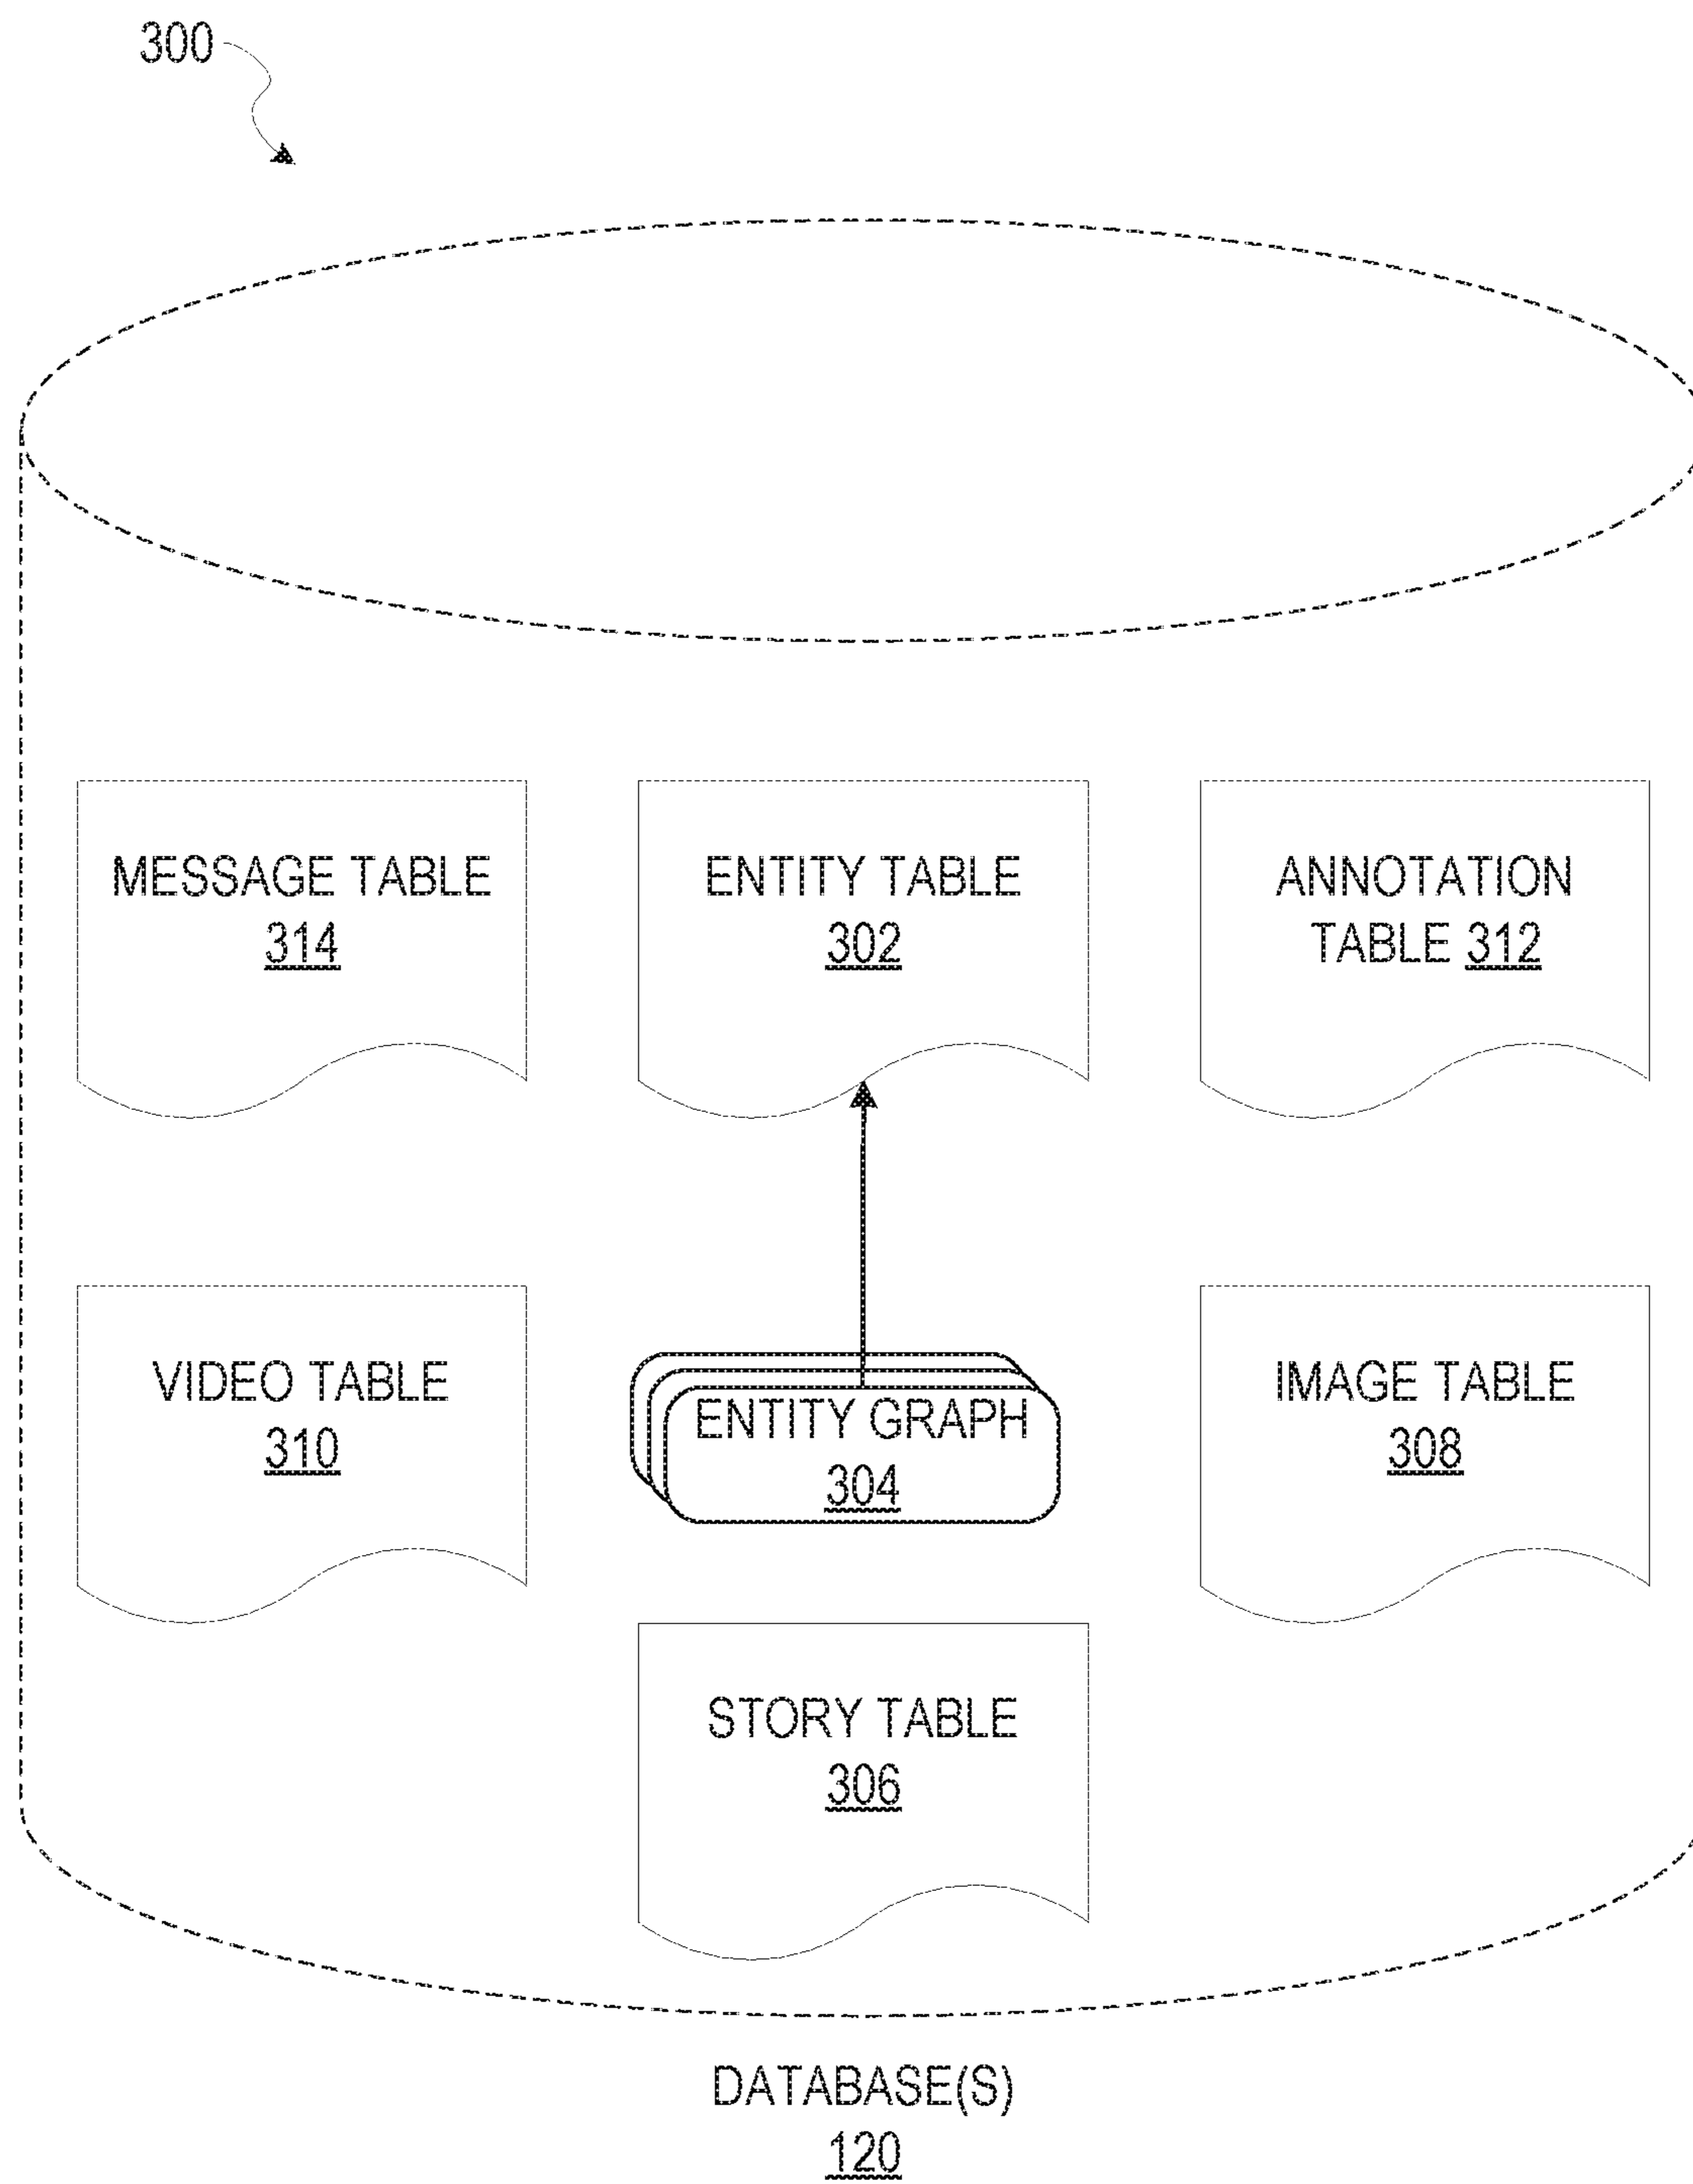 300
MESSAGE TABLE
314
ENTITY TABLE
302
ANNOTATION
TABLE 312
VIDEO TABLE
310
ENTITY GRAPH
304
IMAGE TABLE
308
STORY TABLE
306
DATABASE(S)
120